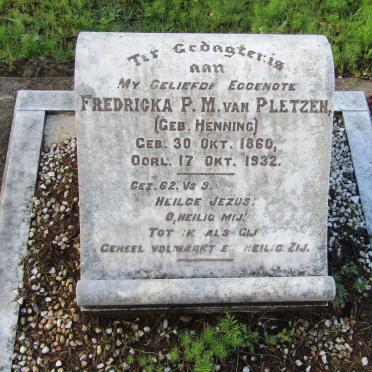 Ter Gedagtenis
aan
My Geliefde Eggenote
Fredricka P. M. van Pletzen,
(Geb. Henning)
Geb. 30 Okt. 1860,
Oorl. 17 Okt. 1932.
Gez. 62. Vs 9.
Heilge Jezus!
O, heilig mij!
Tot ik als Gij
Geheel volmaakt en heilig zij.